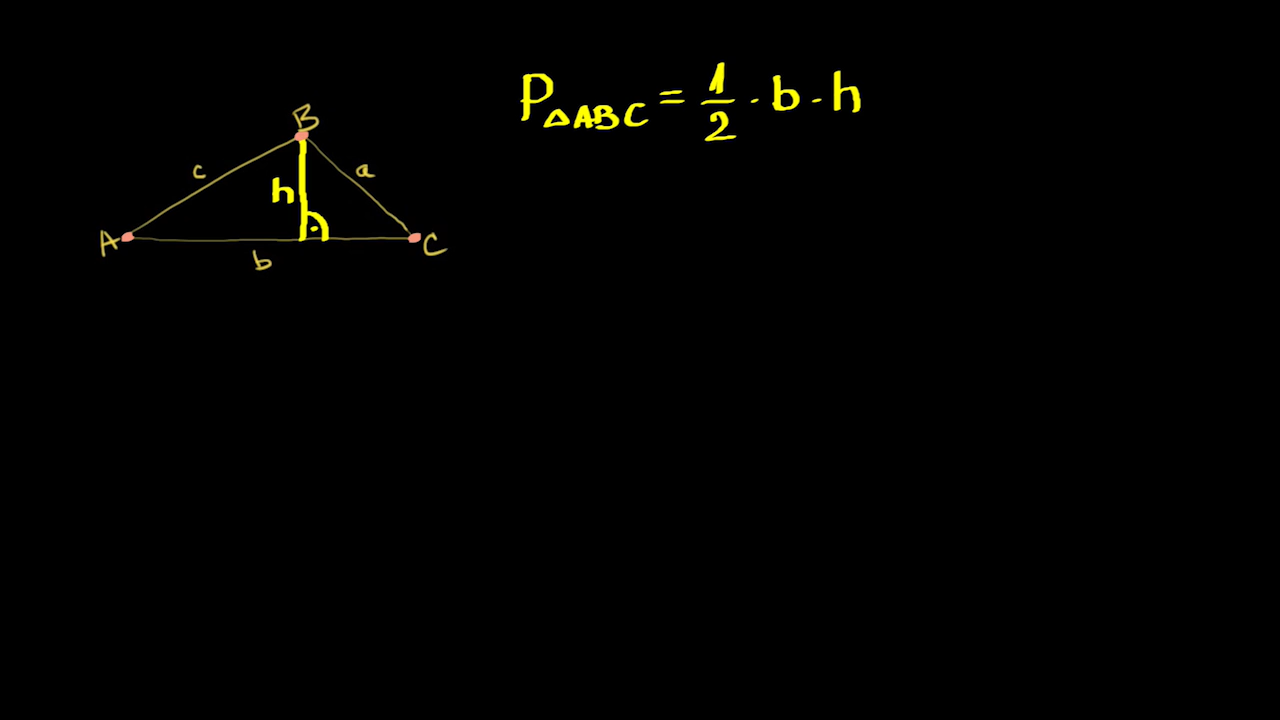 P△ABC = 1/2 · b · h
B
c
a
h
A
C
b